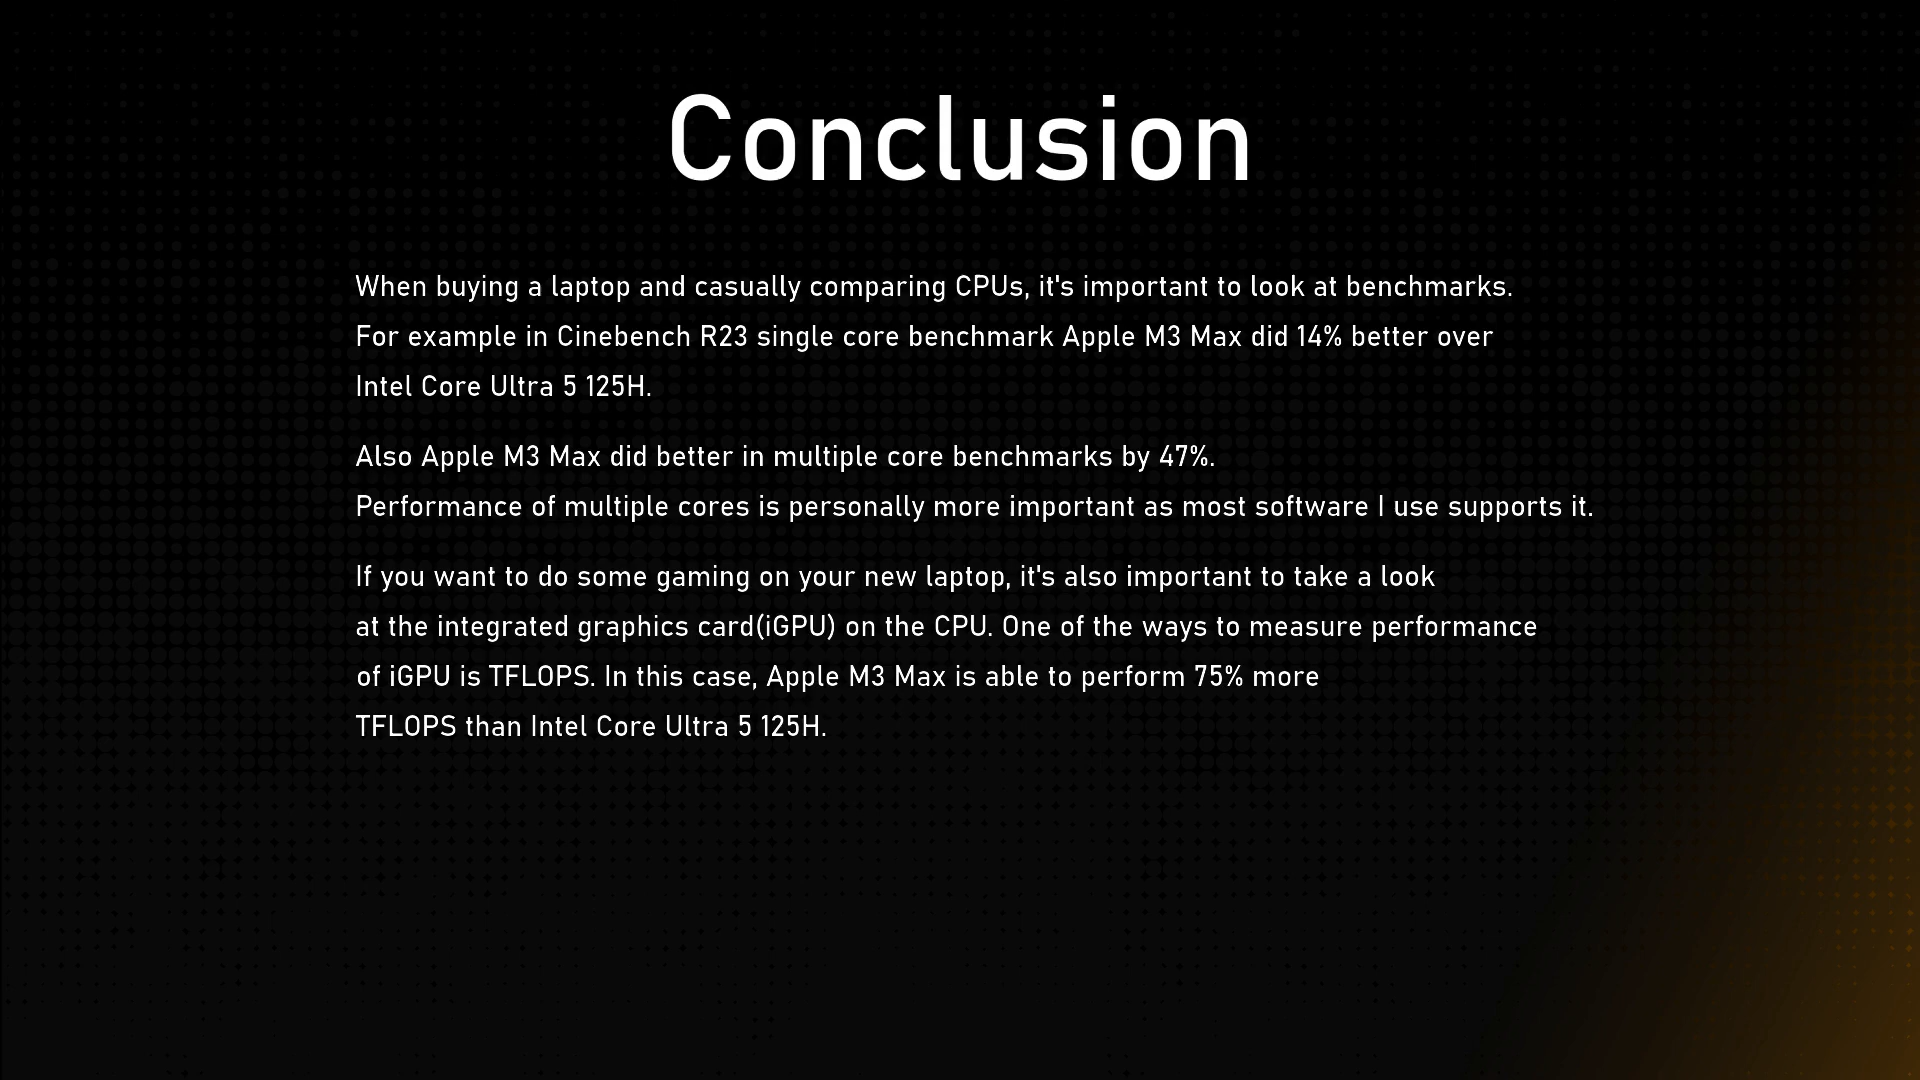 Conclusion
When buying a laptop and casually comparing CPUs, it's important to look at benchmarks.
For example in Cinebench R23 single core benchmark Apple M3 Max did 14% better over
Intel Core Ultra 5 125H.
Also Apple M3 Max did better in multiple core benchmarks by 47%.
Performance of multiple cores is personally more important as most software I use supports it.
If you want to do some gaming on your new laptop, it's also important to take a look
at the integrated graphics card(iGPU) on the CPU. One of the ways to measure performance
of iGPU is TFLOPS. In this case, Apple M3 Max is able to perform 75% more
TFLOPS than Intel Core Ultra 5 125H.